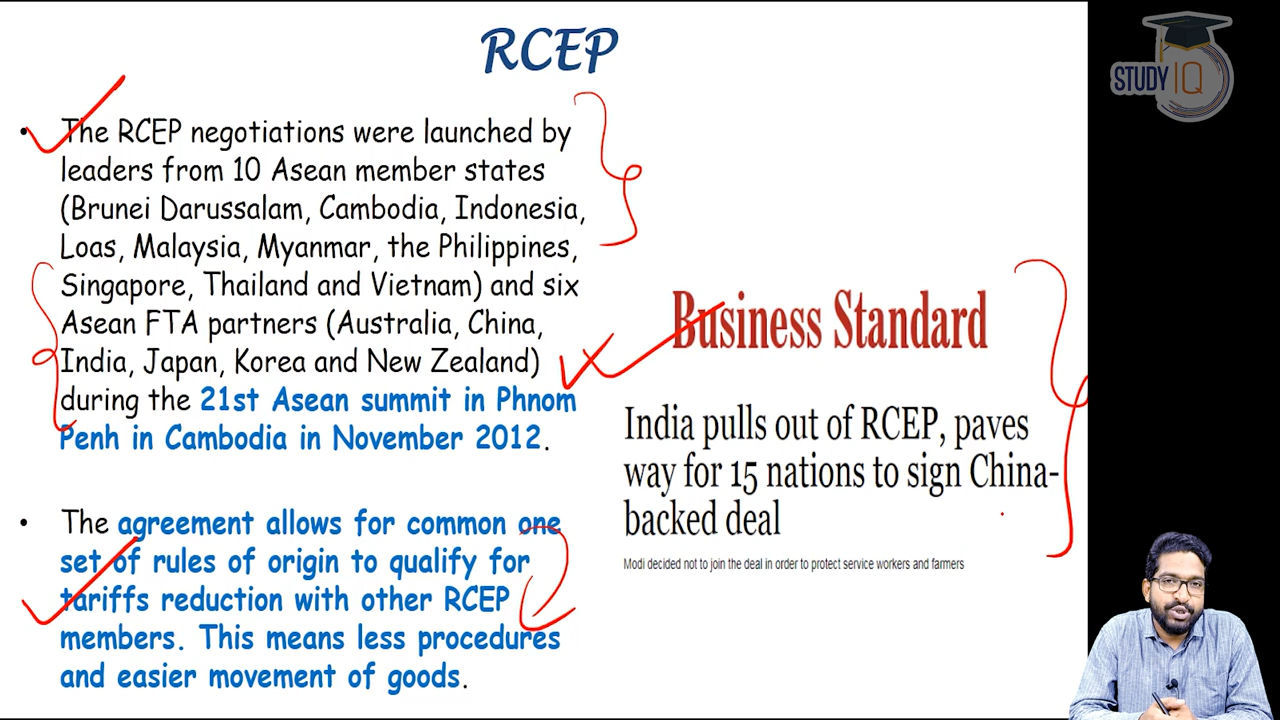 RCEP
STUDY IQ
• The RCEP negotiations were launched by
leaders from 10 Asean member states
(Brunei Darussalam, Cambodia, Indonesia,
Loas, Malaysia, Myanmar, the Philippines,
Singapore, Thailand and Vietnam) and six
Asean FTA partners (Australia, China,
India, Japan, Korea and New Zealand)
during the 21st Asean summit in Phnom
Penh in Cambodia in November 2012.
• The agreement allows for common one
set of rules of origin to qualify for
tariffs reduction with other RCEP
members. This means less procedures
and easier movement of goods.
Business Standard
India pulls out of RCEP, paves
way for 15 nations to sign China-
backed deal
Modi decided not to join the deal in order to protect service workers and farmers